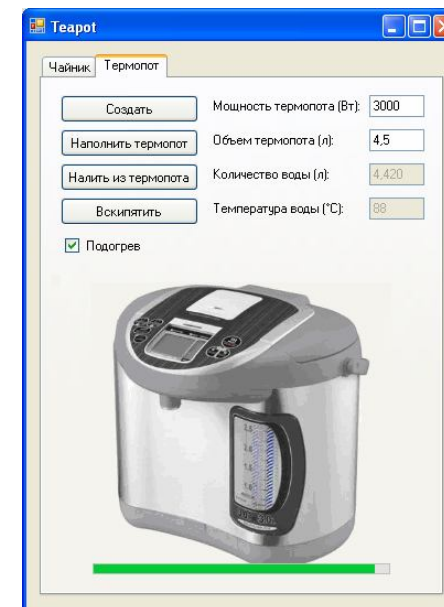 Teapot
Чайник Термопот
Создать Мощность термопота (Вт): 3000
Наполнить термопот Объем термопота (л): 4,5
Налить из термопота Количество воды (л): 4,420
Вскипятить Температура воды (°C): 88
Подогрев